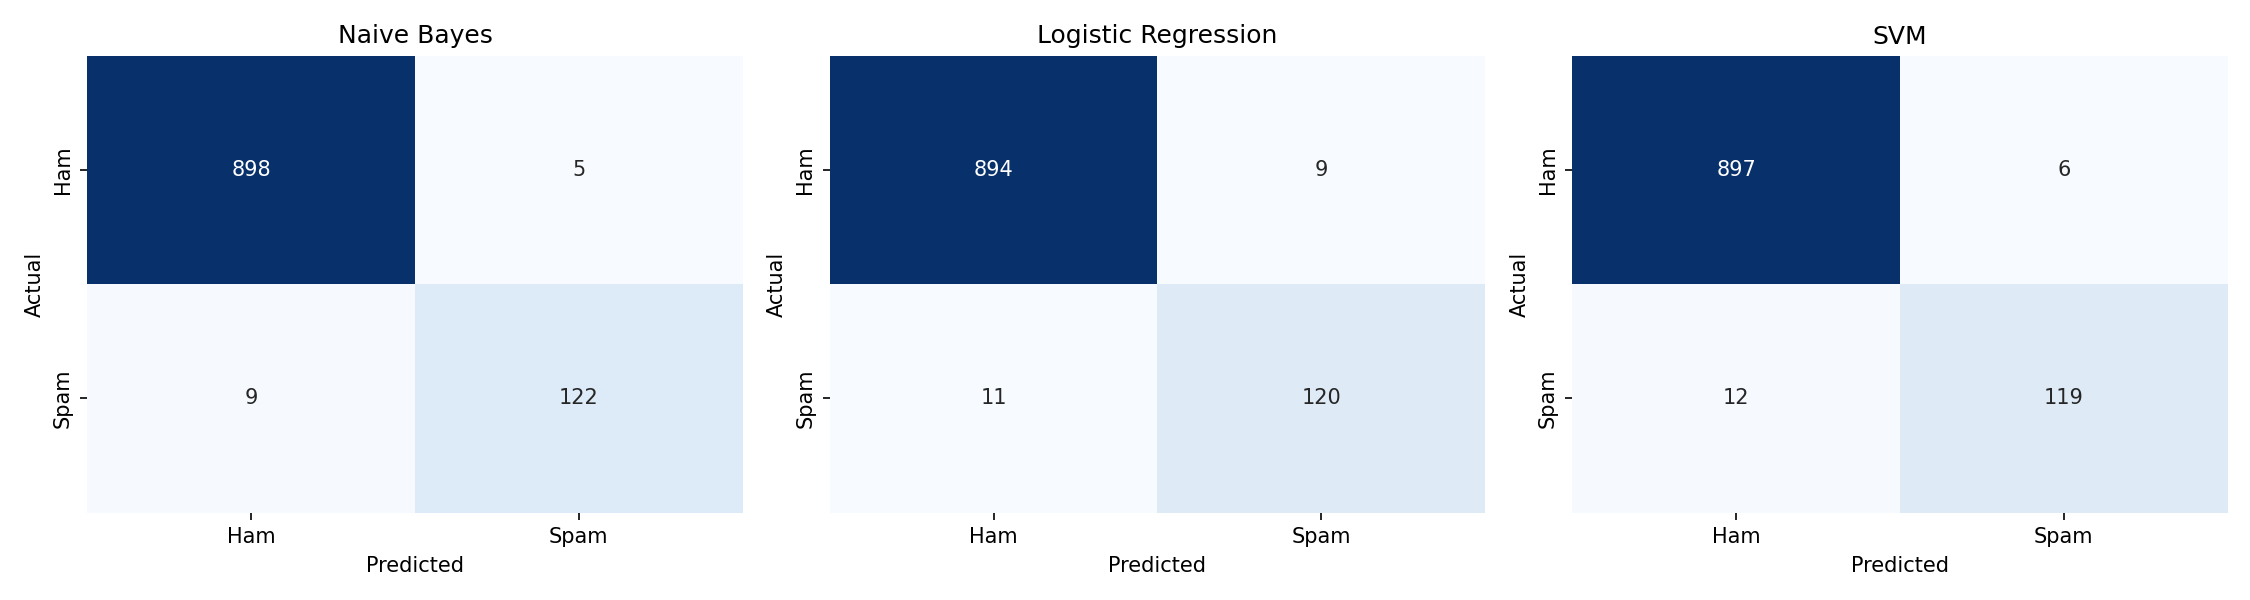 Naive Bayes
Actual
Ham
Spam
898
5
9
122
Ham
Spam
Predicted
Logistic Regression
Actual
Ham
Spam
894
9
11
120
Ham
Spam
Predicted
SVM
Actual
Ham
Spam
897
6
12
119
Ham
Spam
Predicted